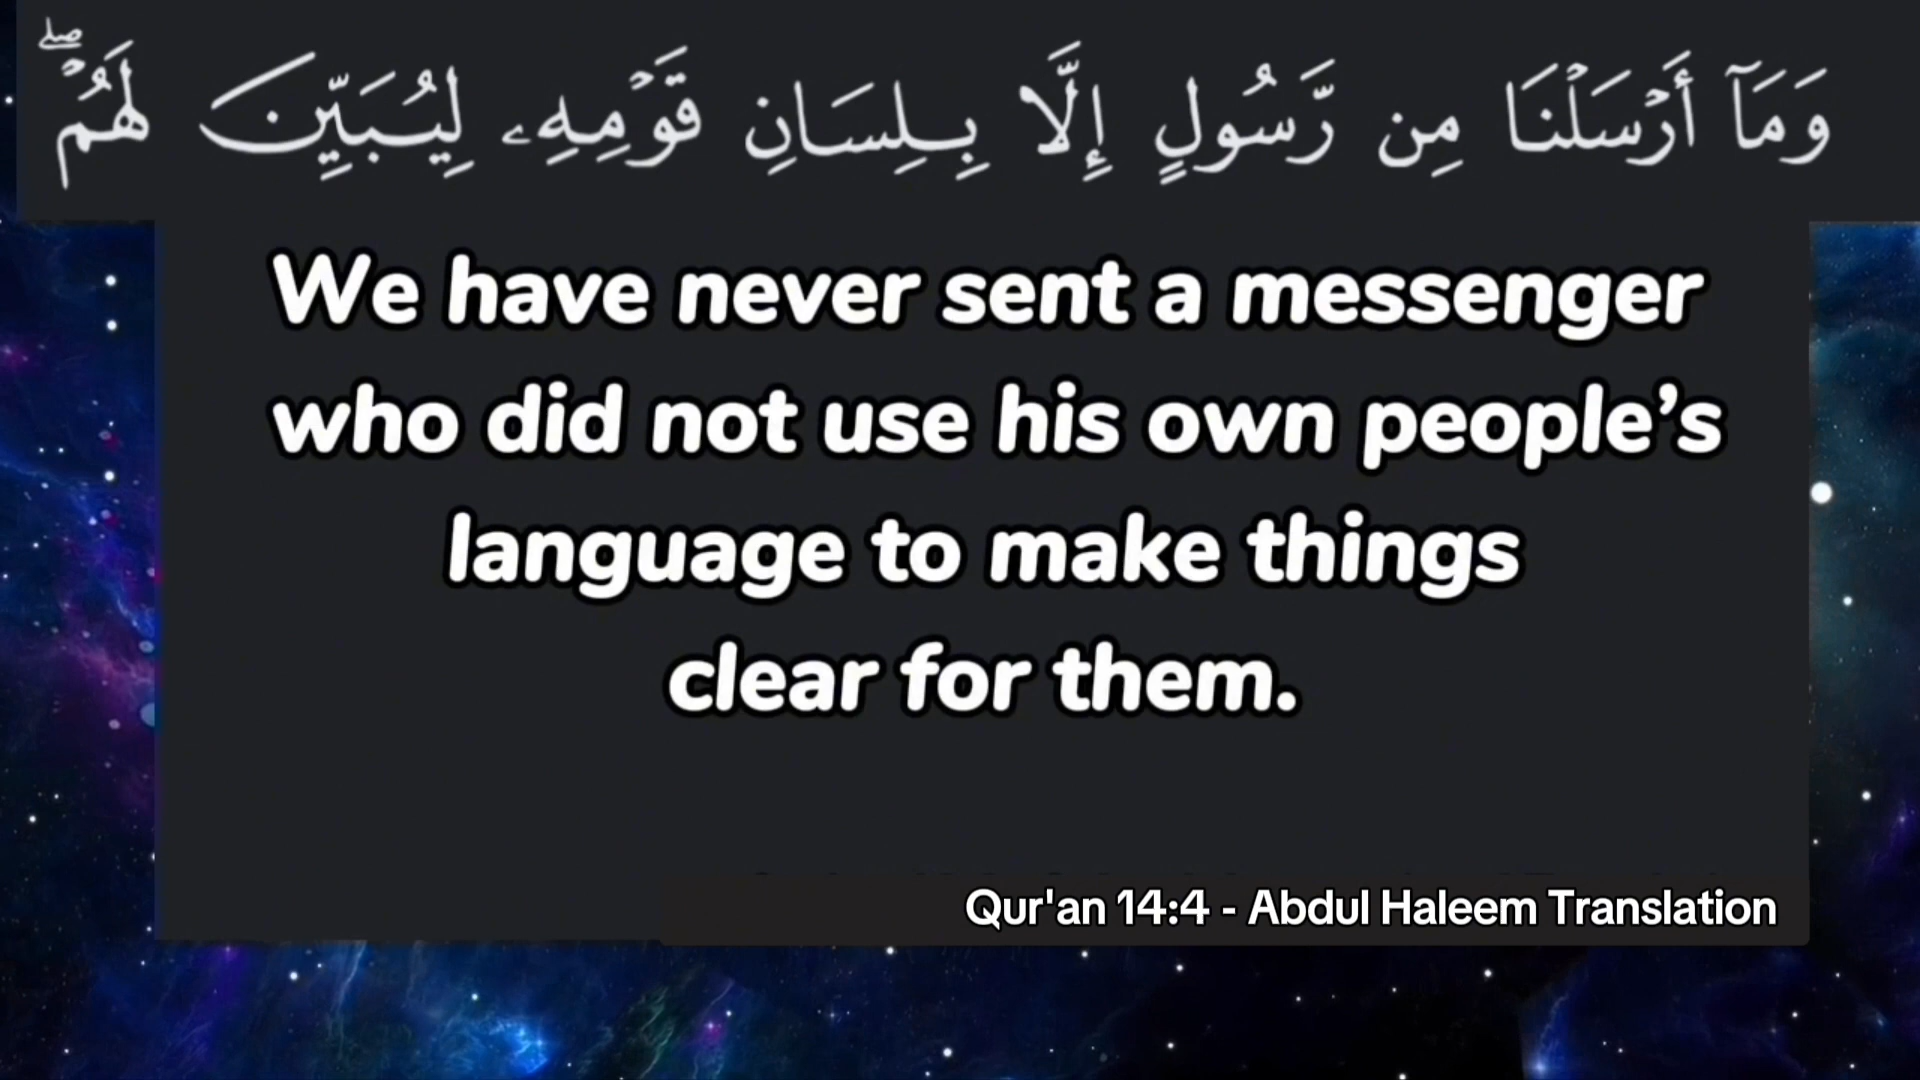 وَمَآ أَرۡسَلۡنَا مِن رَّسُولٍ إِلَّا بِلِسَانِ قَوۡمِهِۦ لِيُبَيِّنَ لَهُمۡۖ
We have never sent a messenger
who did not use his own people’s
language to make things
clear for them.
Qur'an 14:4 - Abdul Haleem Translation